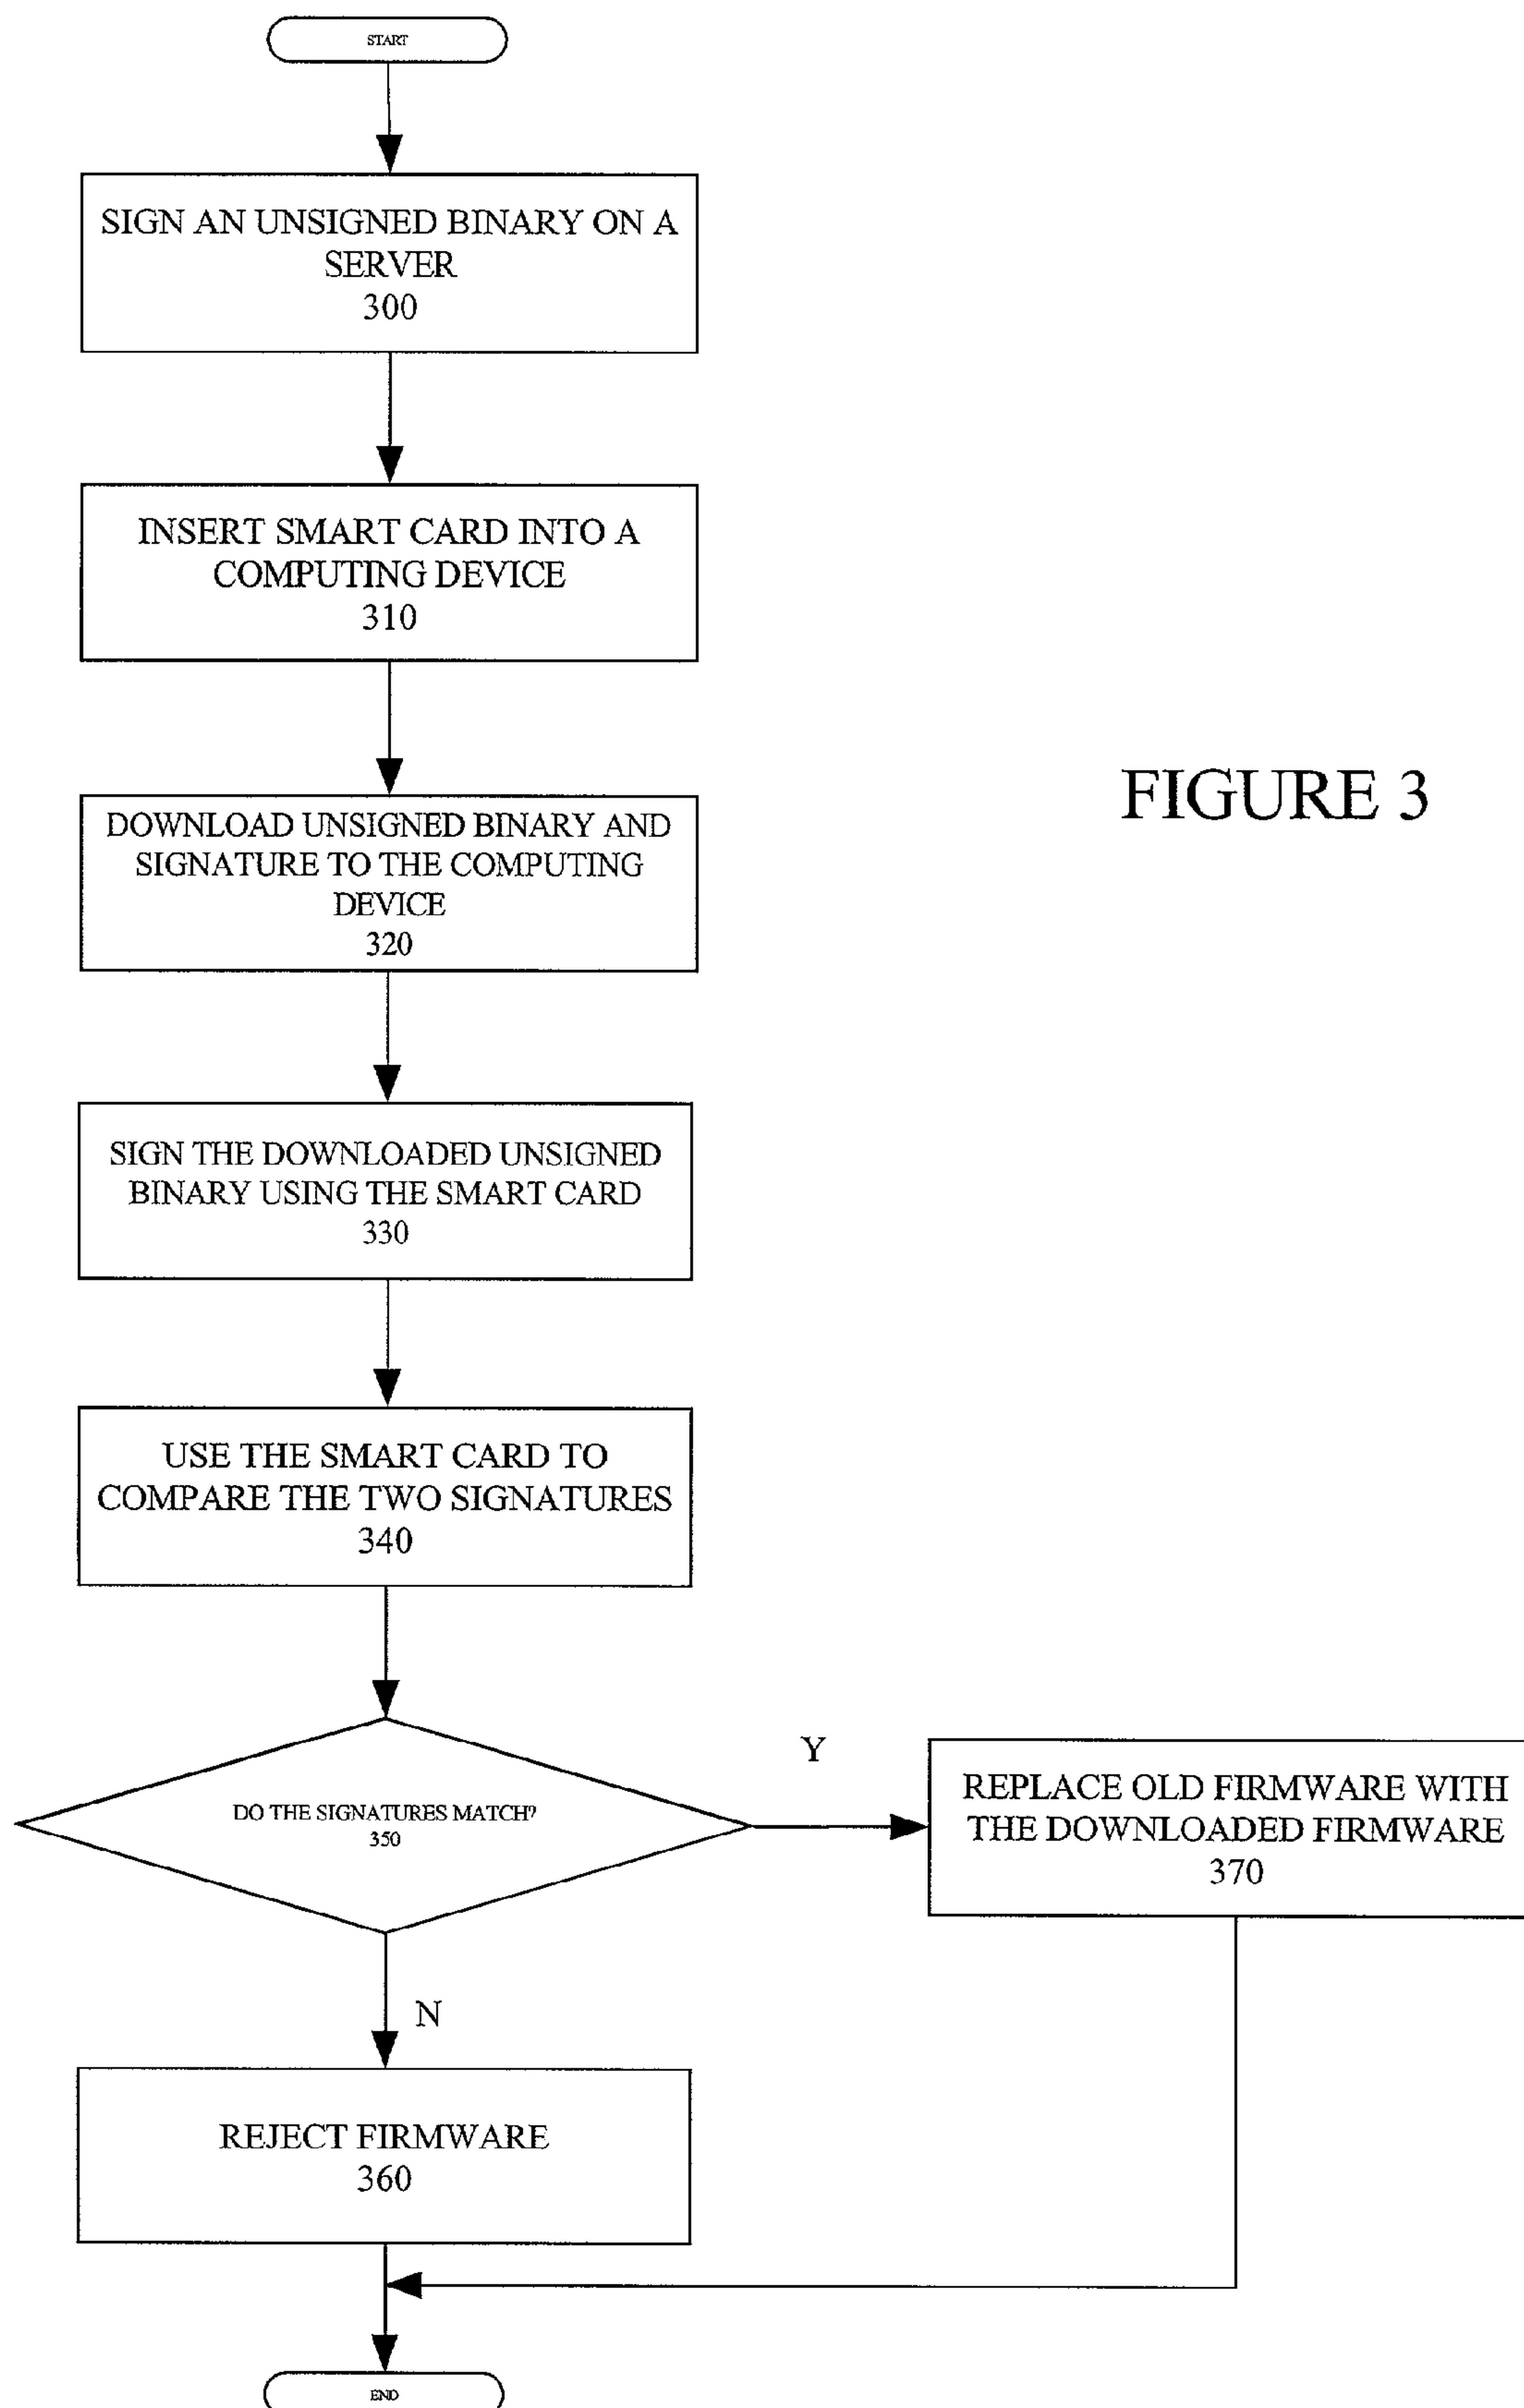 START
SIGN AN UNSIGNED BINARY ON A
SERVER
300
INSERT SMART CARD INTO A
COMPUTING DEVICE
310
FIGURE 3
DOWNLOAD UNSIGNED BINARY AND
SIGNATURE TO THE COMPUTING
DEVICE
320
SIGN THE DOWNLOADED UNSIGNED
BINARY USING THE SMART CARD
330
USE THE SMART CARD TO
COMPARE THE TWO SIGNATURES
340
DO THE SIGNATURES MATCH?
350
Y
REPLACE OLD FIRMWARE WITH
THE DOWNLOADED FIRMWARE
370
N
REJECT FIRMWARE
360
END